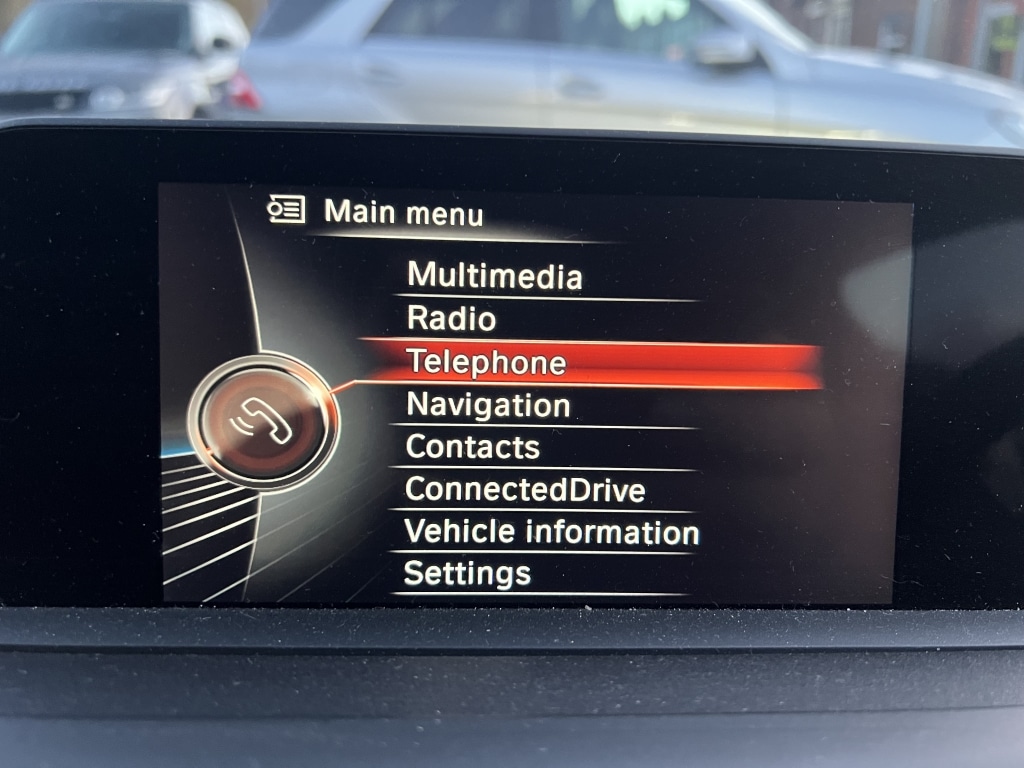 Main menu
Multimedia
Radio
Telephone
Navigation
Contacts
ConnectedDrive
Vehicle information
Settings